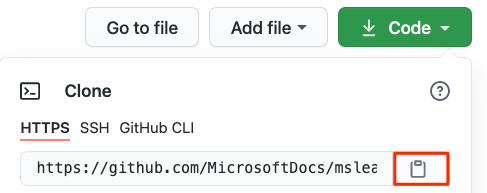 Go to file Add file Code
Clone
HTTPS SSH GitHub CLI
https://github.com/MicrosoftDocs/mslea